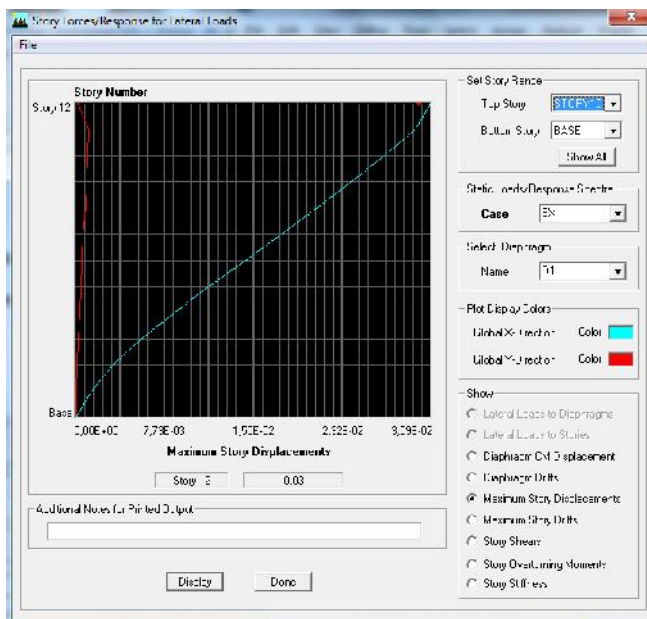 Story Forces/Response for Lateral Loads
File
Story Number
Story 12
Base
0,00E+00
1,50E-02
Maximum Story Displacements
0.03
Additional Notes for Printed Output
Display
Done
Set Story Range
Top Story
Bottom Story
BASE
Show All
Static Loads/Response Spectra
Case
EX
Select Diaphragm
Name
D1
Plot Display Colors
Global X-Direction Color
Global Y-Direction Color
Show
Lateral Loads to Diaphragms
Lateral Loads to Stories
Diaphragm CM Displacement
Diaphragm Drifts
Maximum Story Displacements
Maximum Story Drifts
Story Shears
Story Overturning Moments
Story Stiffness